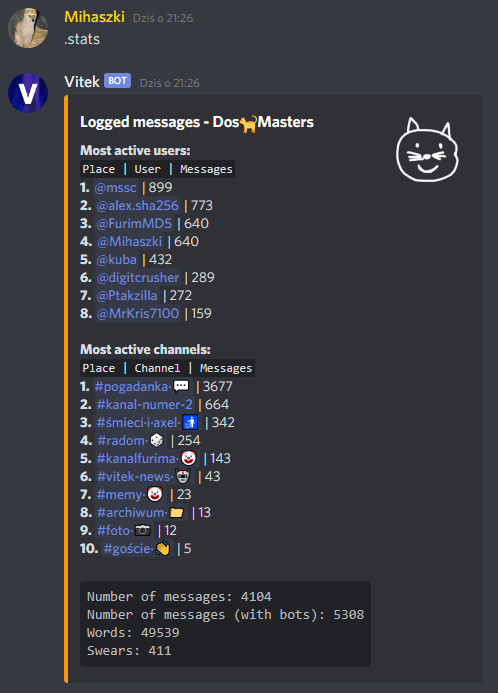 Mihaszki Dziś o 21:26
.stats
V
Vitek BOT Dziś o 21:26
Logged messages - Dos🐈Masters
Most active users:
Place | User | Messages
1. @mssc | 899
2. @alex.sha256 | 773
3. @FurimMD5 | 640
4. @Mihaszki | 640
5. @kuba | 432
6. @digitcrusher | 289
7. @Ptakzilla | 272
8. @MrKris7100 | 159
Most active channels:
Place | Channel | Messages
1. #pogadanka·💬 | 3677
2. #kanal-numer-2 | 664
3. #śmieci·i·axel·🚮 | 342
4. #radom·🎲 | 254
5. #kanalfurima·🤡 | 143
6. #vitek-news·🤖 | 43
7. #memy·🤡 | 23
8. #archiwum·📁 | 13
9. #foto·📷 | 12
10. #goście·👋 | 5
Number of messages: 4104
Number of messages (with bots): 5308
Words: 49539
Swears: 411